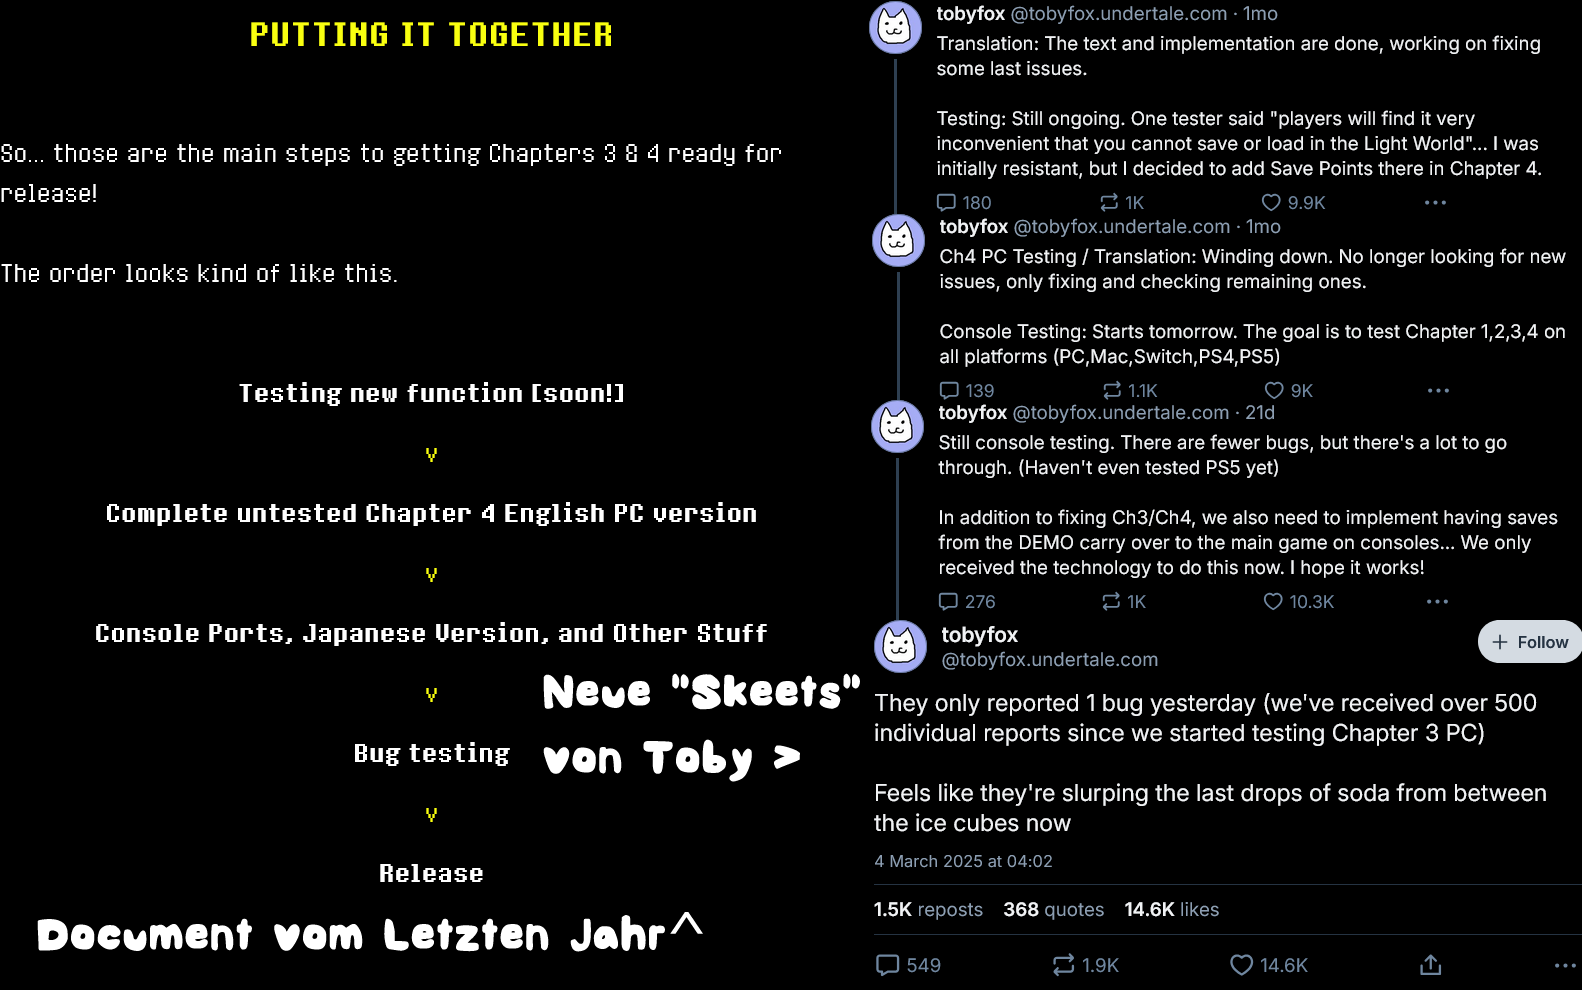 PUTTING IT TOGETHER
So... those are the main steps to getting Chapters 3 & 4 ready for
release!
The order looks kind of like this.
Testing new function [soon!]
v
Complete untested Chapter 4 English PC version
v
Console Ports, Japanese Version, and Other Stuff
v
Bug testing
v
Release
Neue "Skeets"
von Toby >
Document vom Letzten Jahr^
tobyfox @tobyfox.undertale.com · 1mo
Translation: The text and implementation are done, working on fixing
some last issues.
Testing: Still ongoing. One tester said "players will find it very
inconvenient that you cannot save or load in the Light World"... I was
initially resistant, but I decided to add Save Points there in Chapter 4.
180 1K 9.9K ...
tobyfox @tobyfox.undertale.com · 1mo
Ch4 PC Testing / Translation: Winding down. No longer looking for new
issues, only fixing and checking remaining ones.
Console Testing: Starts tomorrow. The goal is to test Chapter 1,2,3,4 on
all platforms (PC,Mac,Switch,PS4,PS5)
139 1.1K 9K ...
tobyfox @tobyfox.undertale.com · 21d
Still console testing. There are fewer bugs, but there's a lot to go
through. (Haven't even tested PS5 yet)
In addition to fixing Ch3/Ch4, we also need to implement having saves
from the DEMO carry over to the main game on consoles... We only
received the technology to do this now. I hope it works!
276 1K 10.3K ...
tobyfox
@tobyfox.undertale.com
+ Follow
They only reported 1 bug yesterday (we've received over 500
individual reports since we started testing Chapter 3 PC)
Feels like they're slurping the last drops of soda from between
the ice cubes now
4 March 2025 at 04:02
1.5K reposts 368 quotes 14.6K likes
549 1.9K 14.6K ...